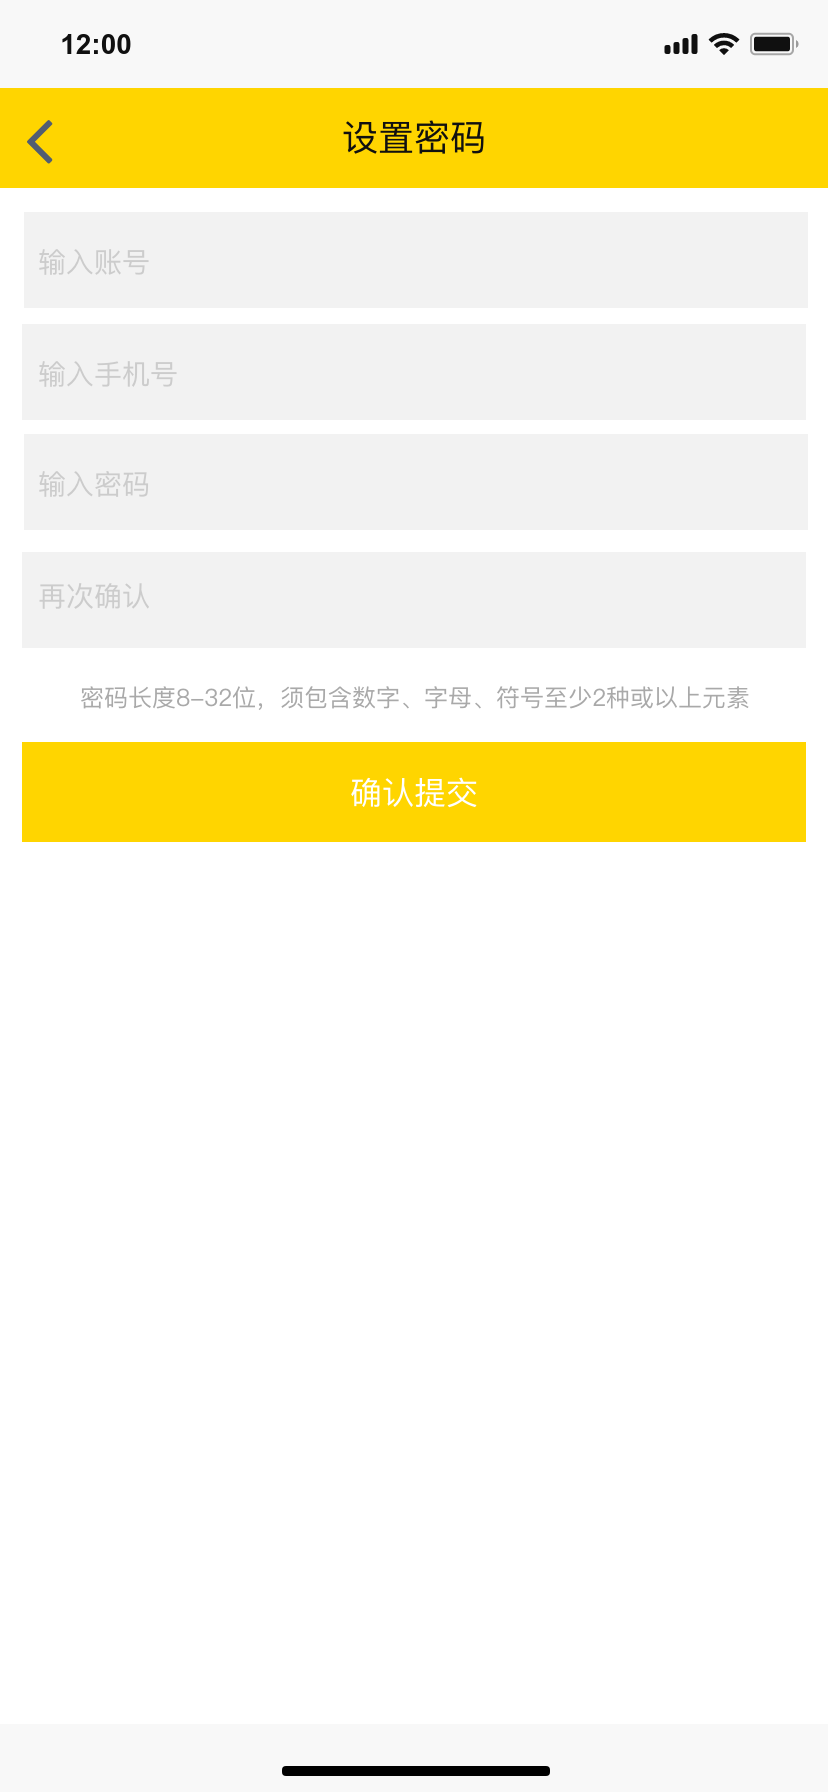 12:00
设置密码
输入账号
输入手机号
输入密码
再次确认
密码长度8-32位，须包含数字、字母、符号至少2种或以上元素
确认提交